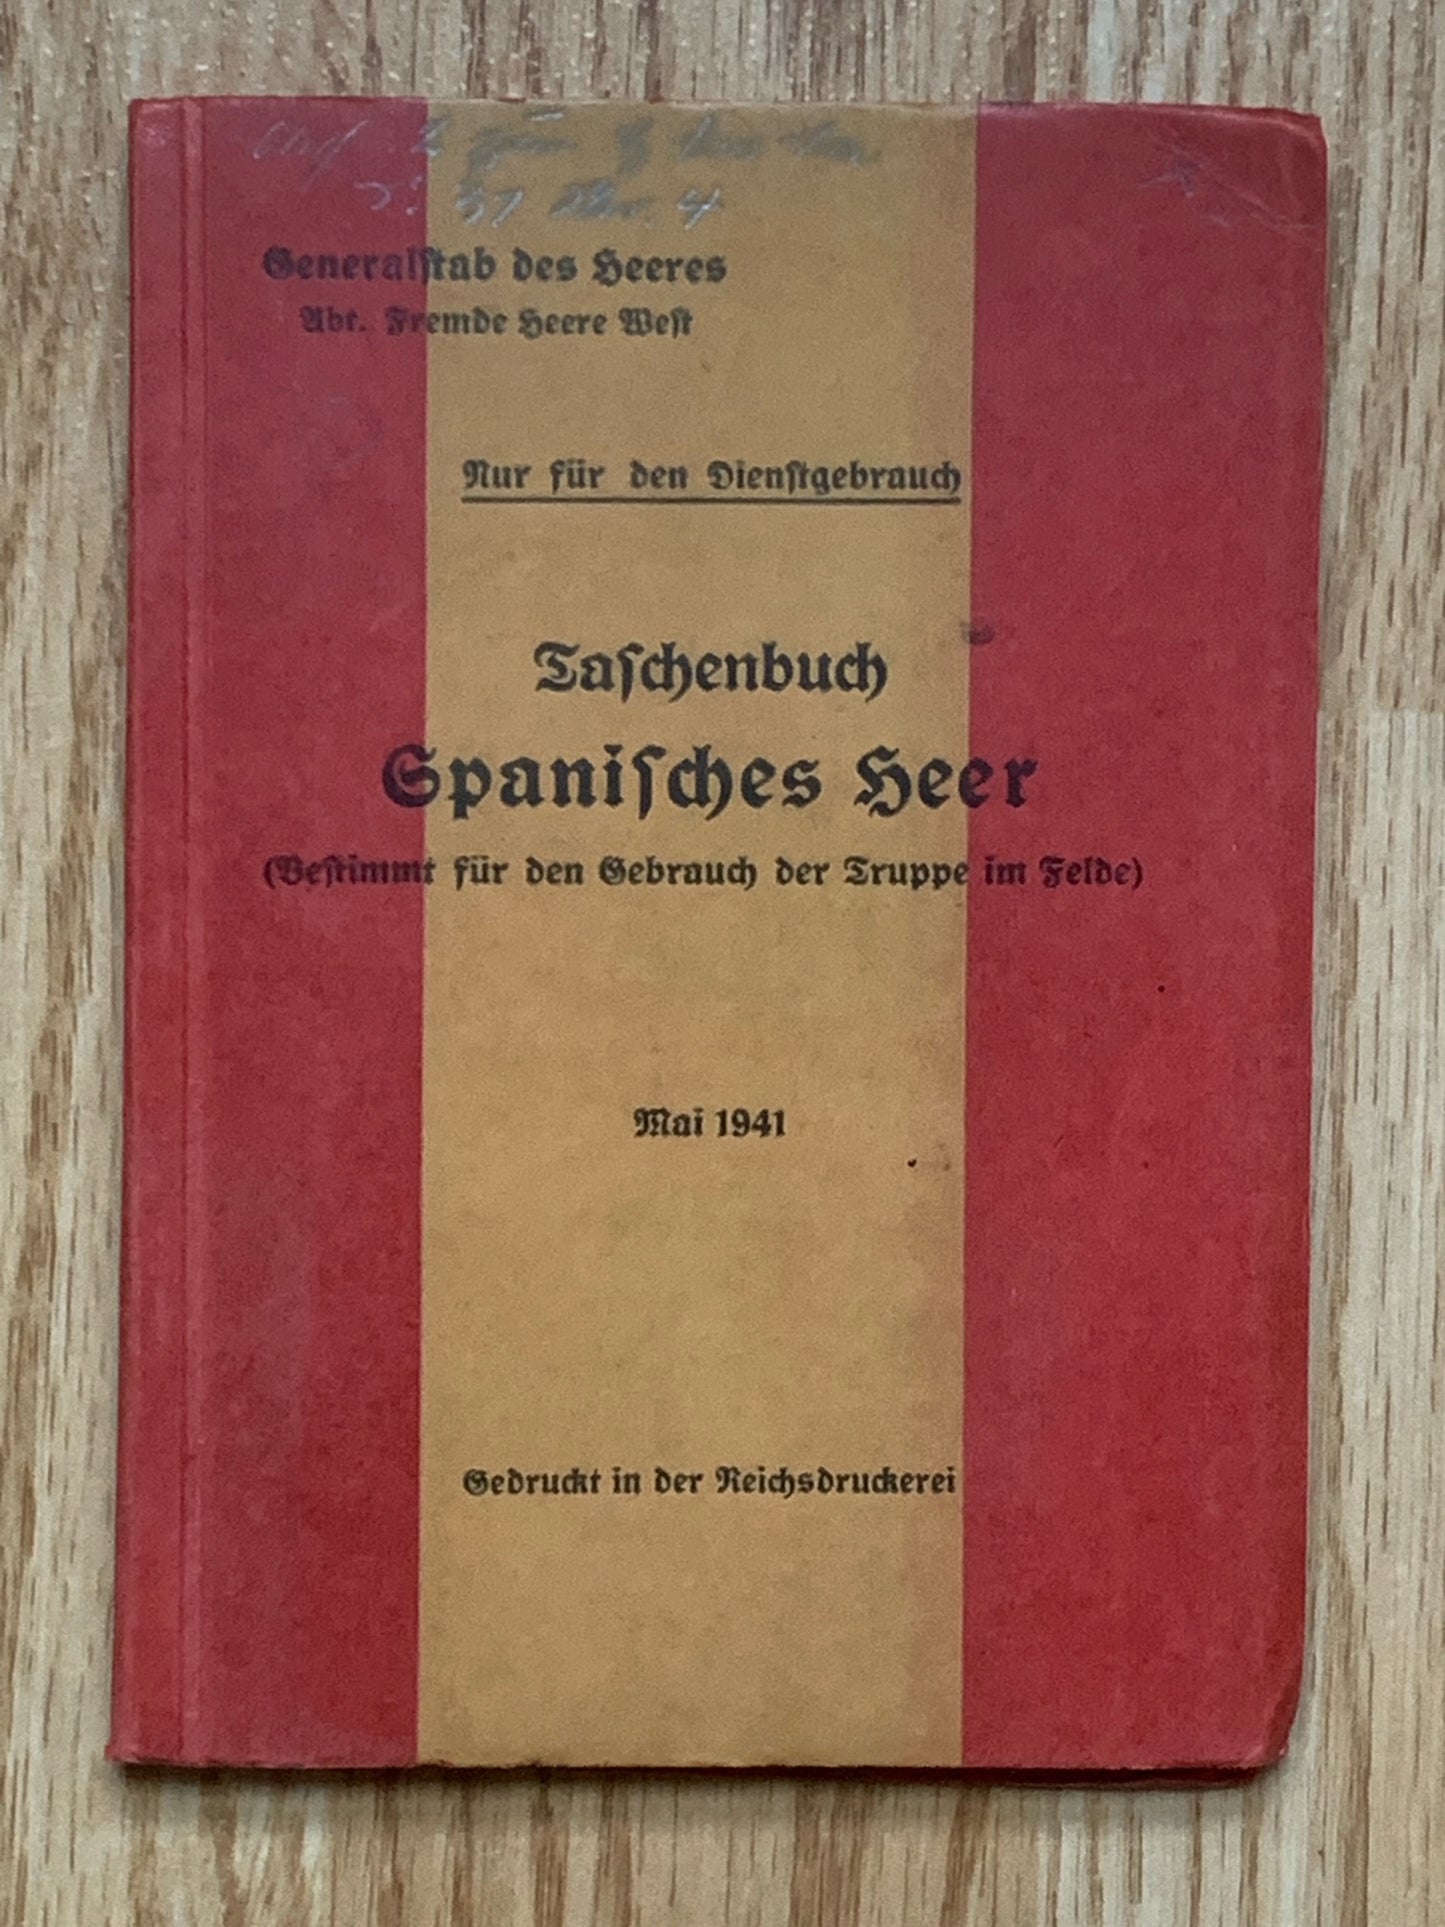 Generalstab des Heeres
Abt. Fremde Heere West
Nur für den Dienstgebrauch
Taschenbuch
Spanisches Heer
(Bestimmt für den Gebrauch der Truppe im Felde)
Mai 1941
Gedruckt in der Reichsdruckerei